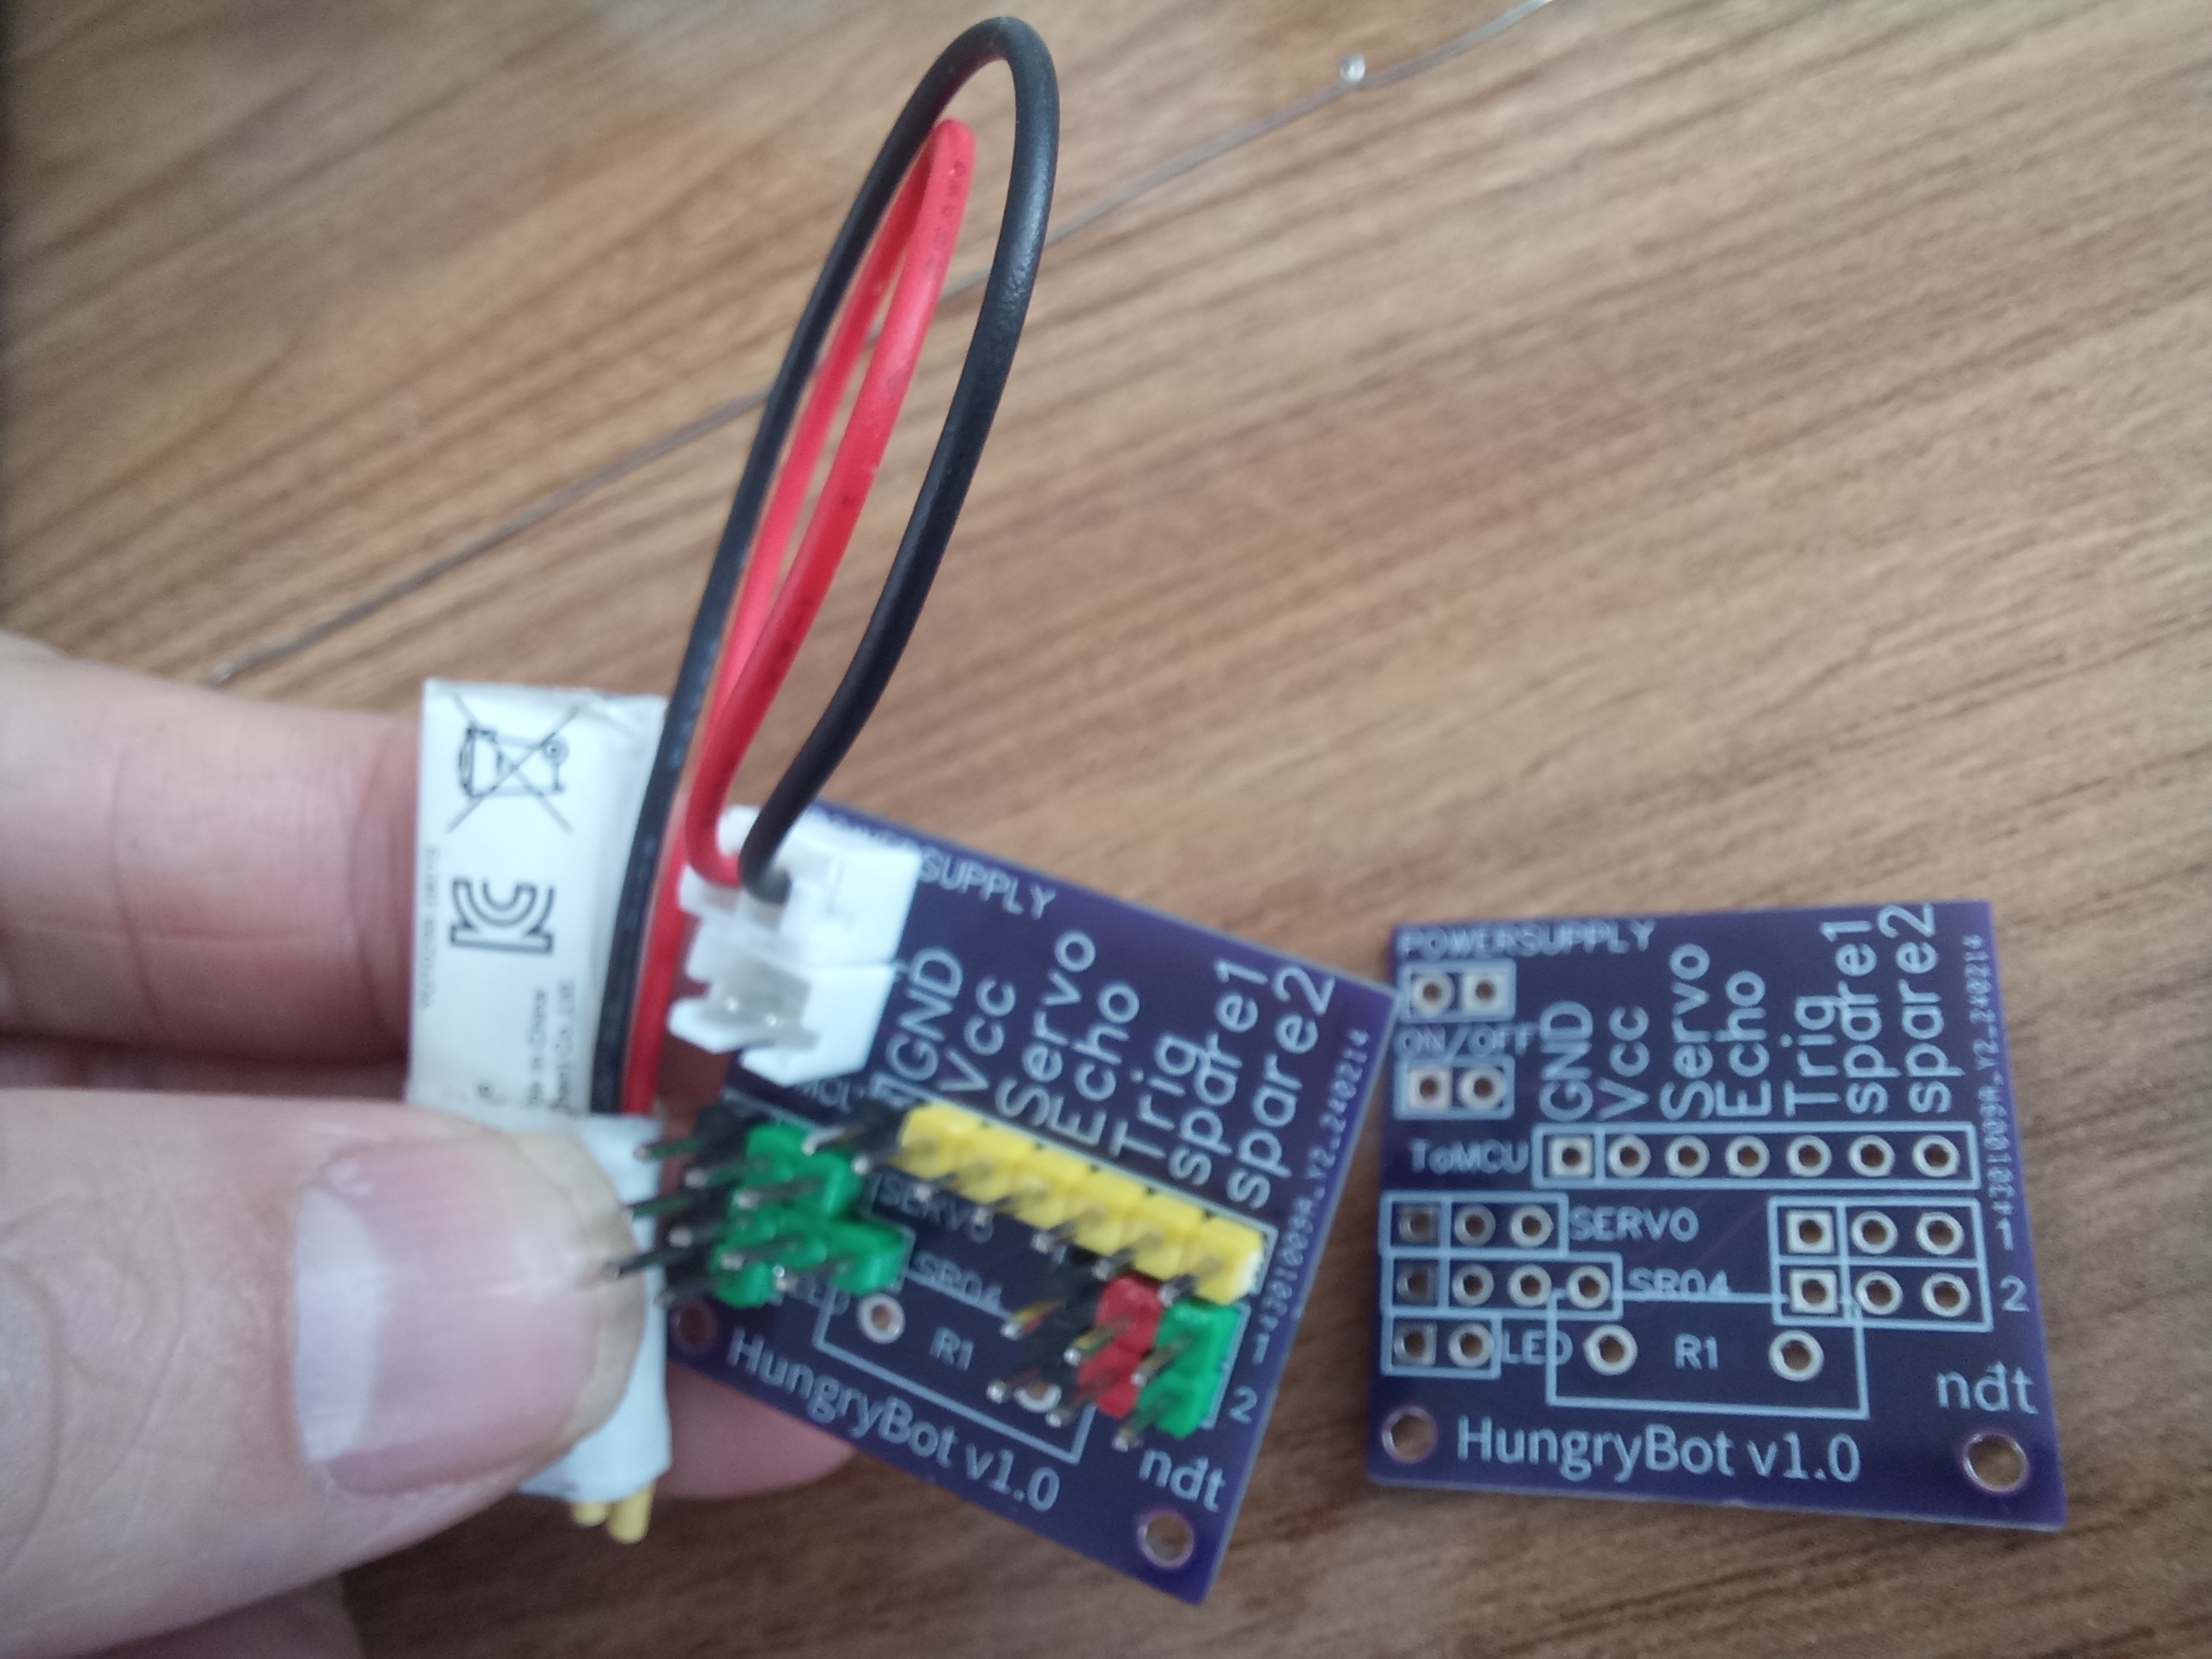 SUPPLY
GND
Vcc
Servo
Echo
Trig
spare1
spare2
SERVO
SR04
LED
R1
1
2
HungryBot v1.0
ndt
POWERSUPPLY
ON/OFF
GND
Vcc
Servo
Echo
Trig
spare1
spare2
ToMCU
SERVO
1
SR04
2
LED
R1
ndt
HungryBot v1.0